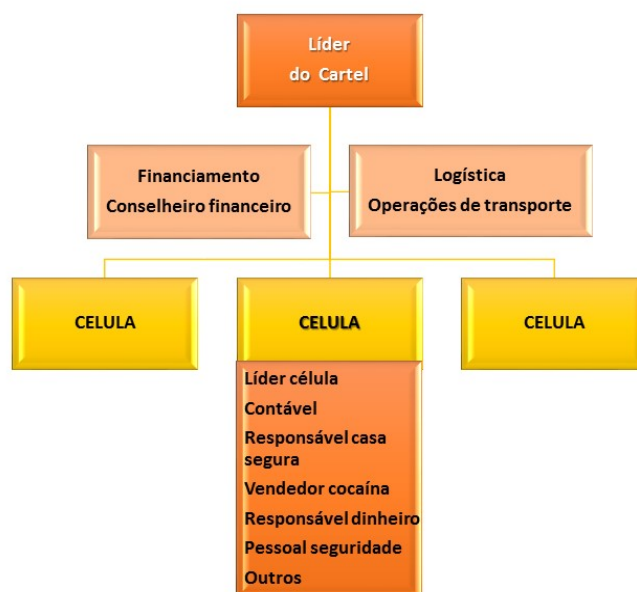 Líder
do Cartel
Financiamento
Conselheiro financeiro
Logística
Operações de transporte
CELULA
CELULA
CELULA
Líder célula
Contável
Responsável casa
segura
Vendedor cocaína
Responsável dinheiro
Pessoal seguridade
Outros